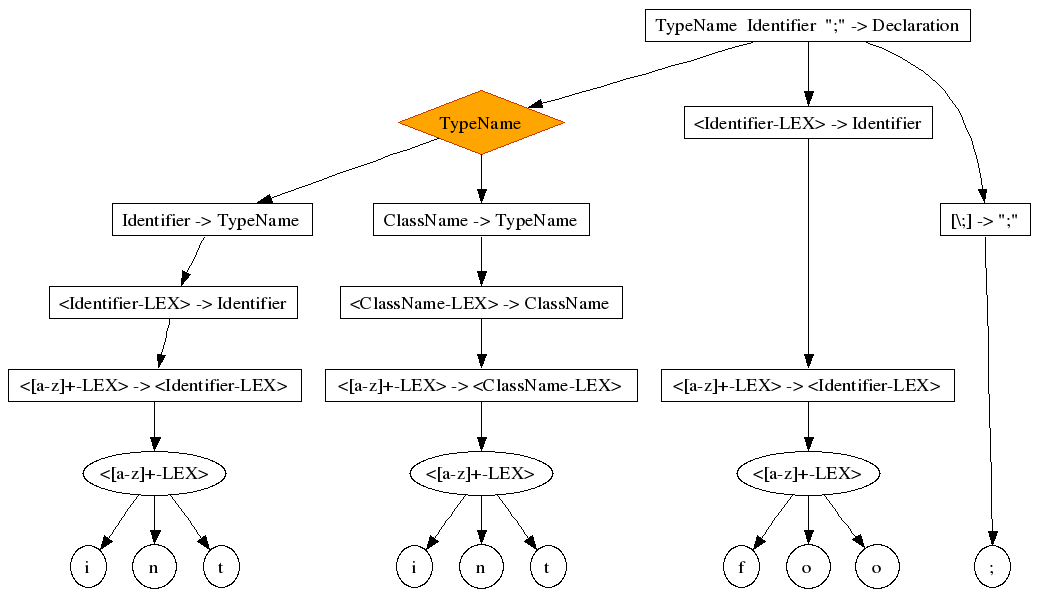 TypeName Identifier ";" -> Declaration
TypeName
<Identifier-LEX> -> Identifier
Identifier -> TypeName
ClassName -> TypeName
[\;] -> ";"
<Identifier-LEX> -> Identifier
<ClassName-LEX> -> ClassName
<[a-z]+-LEX> -> <Identifier-LEX>
<[a-z]+-LEX> -> <ClassName-LEX>
<[a-z]+-LEX> -> <Identifier-LEX>
<[a-z]+-LEX>
<[a-z]+-LEX>
<[a-z]+-LEX>
i
n
t
i
n
t
f
o
o
;